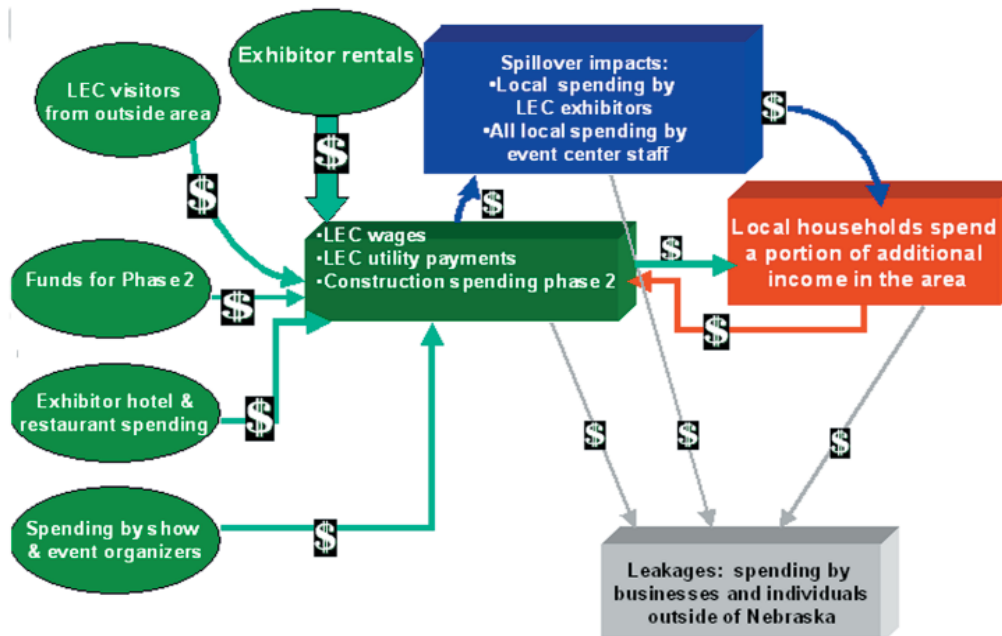 Exhibitor rentals
LEC visitors
from outside area
Spillover impacts:
•Local spending by
LEC exhibitors
•All local spending by
event center staff
$
$
$
$
•LEC wages
•LEC utility payments
•Construction spending phase 2
Local households spend
a portion of additional
income in the area
$
Funds for Phase 2
$
$
Exhibitor hotel &
restaurant spending
$
$
$
$
Spending by show
& event organizers
$
Leakages: spending by
businesses and individuals
outside of Nebraska